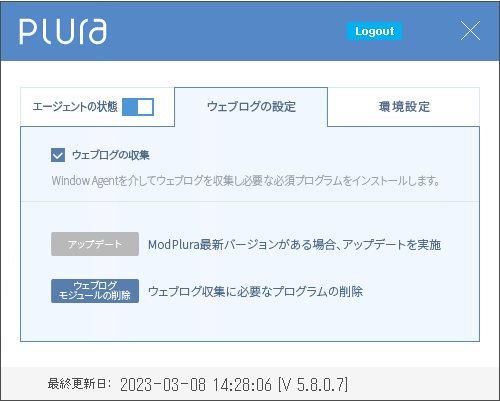 PLURA
Logout
エージェントの状態
ウェブログの設定
環境設定
ウェブログの収集
Window Agentを介してウェブログを収集し必要な必須プログラムをインストールします。
アップデート
ModPlura最新バージョンがある場合、アップデートを実施
ウェブログ
モジュールの削除
ウェブログ収集に必要なプログラムの削除
最終更新日: 2023-03-08 14:28:06 [V 5.8.0.7]